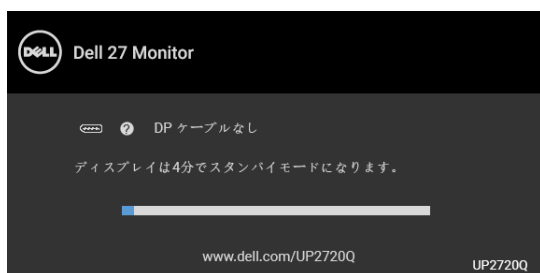 DELL Dell 27 Monitor
DP ケーブルなし
ディスプレイは4分でスタンバイモードになります。
www.dell.com/UP2720Q
UP2720Q